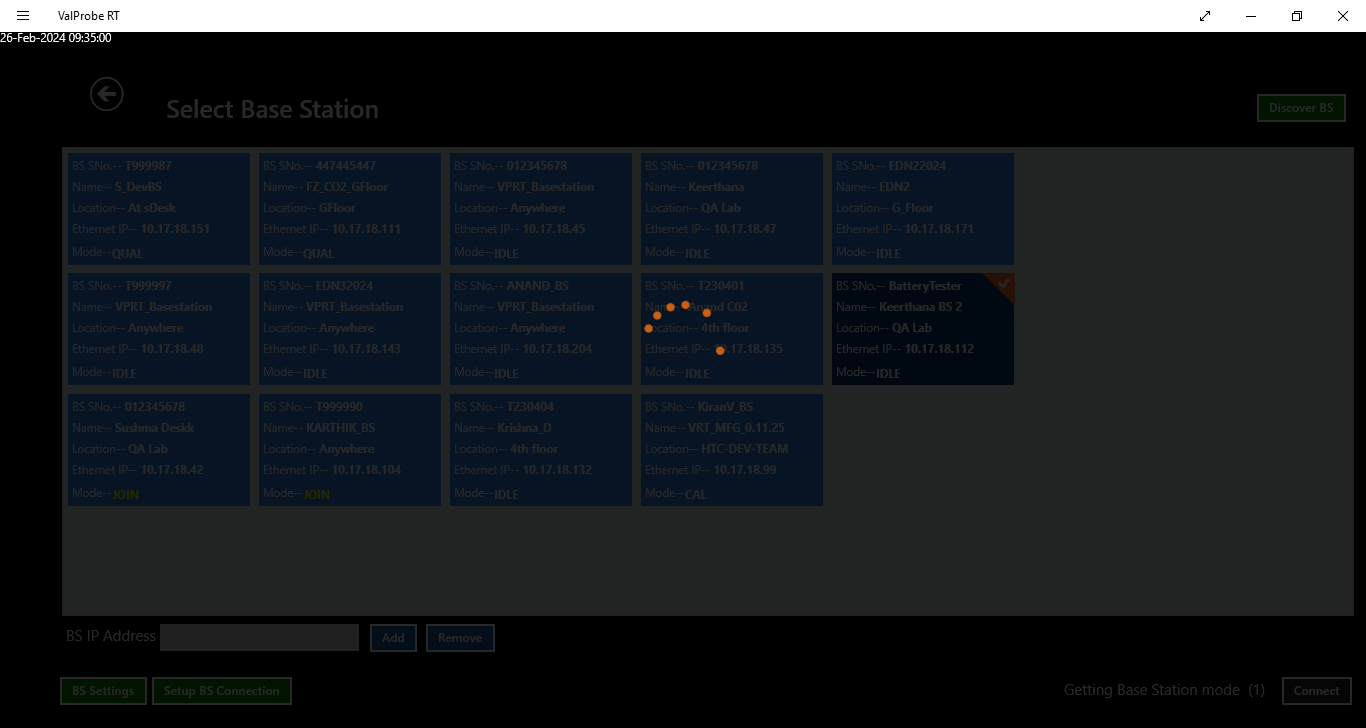 ValProbe RT
26-Feb-2024 09:35:00
Select Base Station
Discover BS
BS SNo.-- T999987
Name-- S_DevBS
Location-- At sDesk
Ethernet IP-- 10.17.18.151
Mode--QUAL
BS SNo.-- 447445447
Name-- FZ_CO2_GFloor
Location-- GFloor
Ethernet IP-- 10.17.18.111
Mode--QUAL
BS SNo.-- 012345678
Name-- VPRT_Basestation
Location-- Anywhere
Ethernet IP-- 10.17.18.45
Mode--IDLE
BS SNo.-- 012345678
Name-- Keerthana
Location-- QA Lab
Ethernet IP-- 10.17.18.47
Mode--IDLE
BS SNo.-- EDN22024
Name-- EDN2
Location-- G_Floor
Ethernet IP-- 10.17.18.171
Mode--IDLE
BS SNo.-- T999997
Name-- VPRT_Basestation
Location-- Anywhere
Ethernet IP-- 10.17.18.48
Mode--IDLE
BS SNo.-- EDN32024
Name-- VPRT_Basestation
Location-- Anywhere
Ethernet IP-- 10.17.18.143
Mode--IDLE
BS SNo.-- ANAND_BS
Name-- VPRT_Basestation
Location-- Anywhere
Ethernet IP-- 10.17.18.204
Mode--IDLE
BS SNo.-- T230401
Name-- Anand C02
Location-- 4th floor
Ethernet IP-- 10.17.18.135
Mode--IDLE
BS SNo.-- BatteryTester
Name-- Keerthana BS 2
Location-- QA Lab
Ethernet IP-- 10.17.18.112
Mode--IDLE
BS SNo.-- 012345678
Name-- Sushma Deskk
Location-- QA Lab
Ethernet IP-- 10.17.18.42
Mode--JOIN
BS SNo.-- T999990
Name-- KARTHIK_BS
Location-- Anywhere
Ethernet IP-- 10.17.18.104
Mode--JOIN
BS SNo.-- T230404
Name-- Krishna_D
Location-- 4th floor
Ethernet IP-- 10.17.18.132
Mode--IDLE
BS SNo.-- KiranV_BS
Name-- VRT_MFG_0.11.25
Location-- HTC-DEV-TEAM
Ethernet IP-- 10.17.18.99
Mode--CAL
BS IP Address
Add
Remove
BS Settings
Setup BS Connection
Getting Base Station mode (1)
Connect